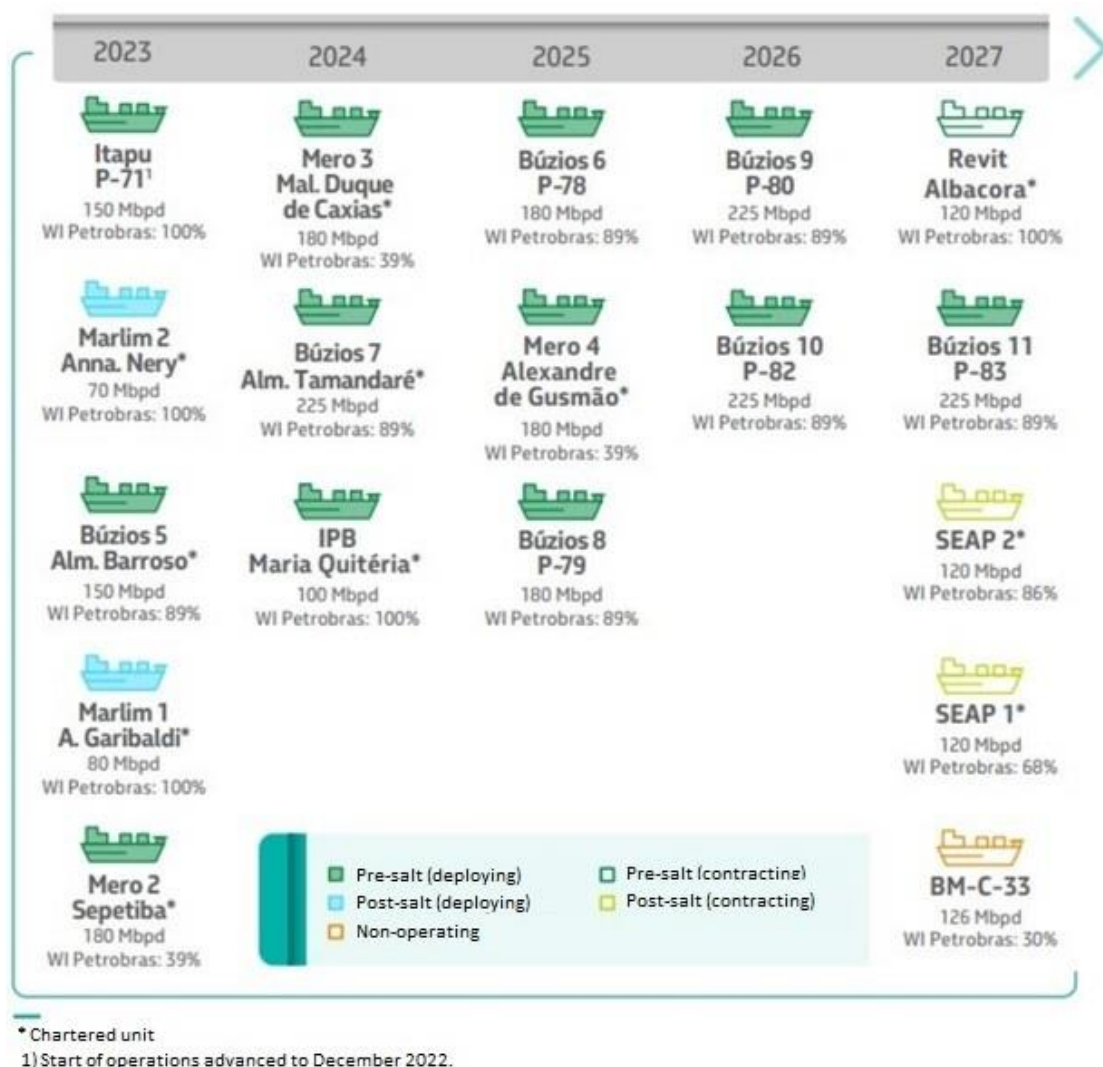 2023
2024
2025
2026
2027
Itapu
P-71¹
150 Mbpd
WI Petrobras: 100%
Marlim 2
Anna. Nery*
70 Mbpd
WI Petrobras: 100%
Búzios 5
Alm. Barroso*
150 Mbpd
WI Petrobras: 89%
Marlim 1
A. Garibaldi*
80 Mbpd
WI Petrobras: 100%
Mero 2
Sepetiba*
180 Mbpd
WI Petrobras: 39%
Mero 3
Mal. Duque
de Caxias*
180 Mbpd
WI Petrobras: 39%
Búzios 7
Alm. Tamandaré*
225 Mbpd
WI Petrobras: 89%
IPB
Maria Quitéria*
100 Mbpd
WI Petrobras: 100%
Búzios 6
P-78
180 Mbpd
WI Petrobras: 89%
Mero 4
Alexandre
de Gusmão*
180 Mbpd
WI Petrobras: 39%
Búzios 8
P-79
180 Mbpd
WI Petrobras: 89%
Búzios 9
P-80
225 Mbpd
WI Petrobras: 89%
Búzios 10
P-82
225 Mbpd
WI Petrobras: 89%
Revit
Albacora*
120 Mbpd
WI Petrobras: 100%
Búzios 11
P-83
225 Mbpd
WI Petrobras: 89%
SEAP 2*
120 Mbpd
WI Petrobras: 86%
SEAP 1*
120 Mbpd
WI Petrobras: 68%
BM-C-33
126 Mbpd
WI Petrobras: 30%
Pre-salt (deploying)
Pre-salt (contracting)
Post-salt (deploying)
Post-salt (contracting)
Non-operating
* Chartered unit
1) Start of operations advanced to December 2022.